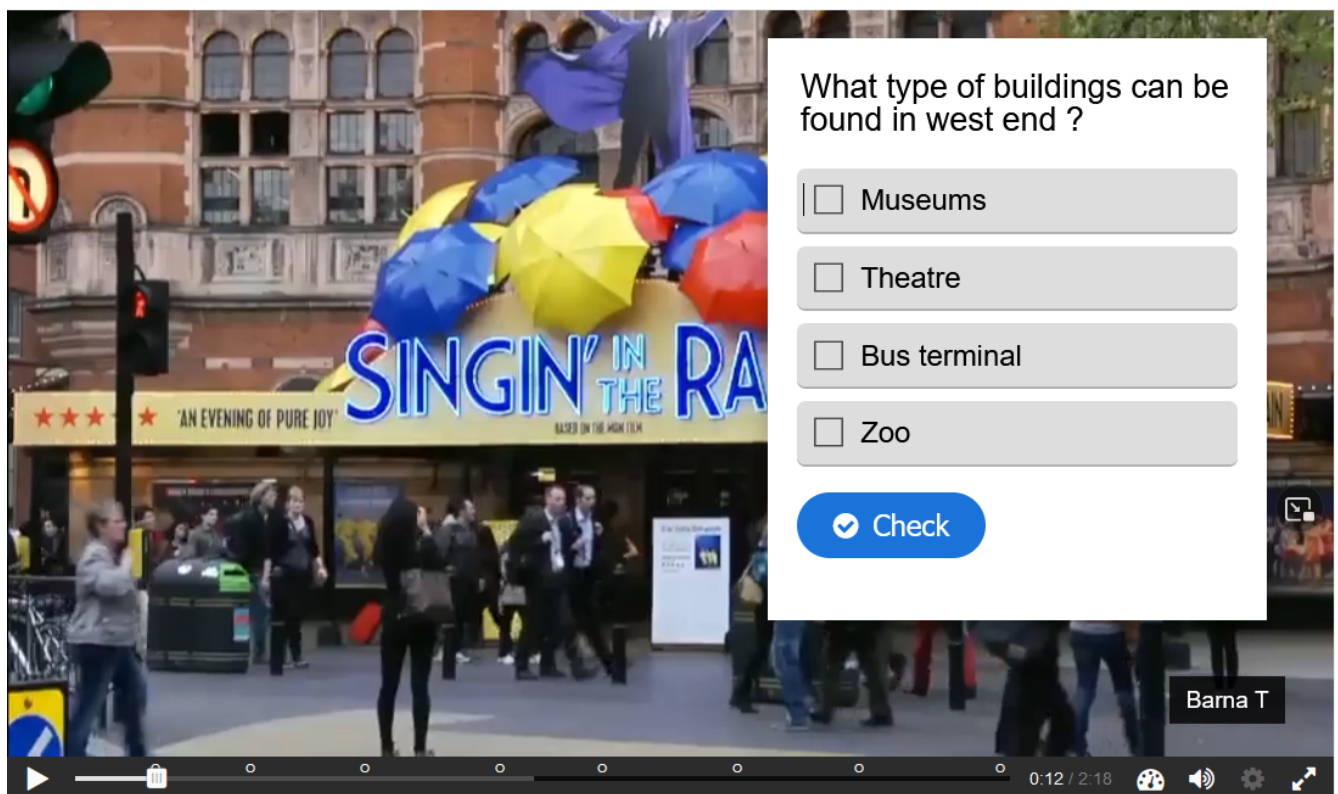 What type of buildings can be
found in west end ?
Museums
Theatre
Bus terminal
Zoo
Check
SINGIN' IN THE RA
'AN EVENING OF PURE JOY'
BASED ON THE MGM FILM
AIN
Barna T
0:12 / 2:18